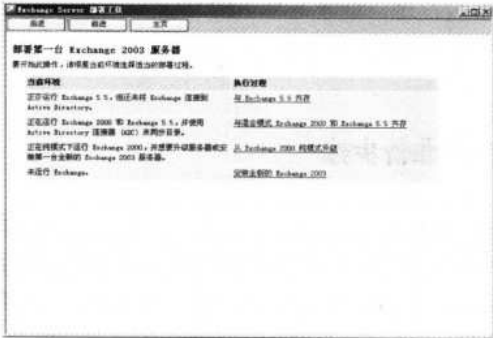 Exchange Server 部署工具
后退 前进 主页
部署第一台 Exchange 2003 服务器
要开始此操作，请根据当前环境选择适当的部署过程。
当前环境 执行过程
正在运行 Exchange 5.5，但还未将 Exchange 连接到 与 Exchange 5.5 共存
Active Directory。
正在运行 Exchange 2000 和 Exchange 5.5，并使用 与混合模式 Exchange 2000 和 Exchange 5.5 共存
Active Directory 连接器 (ADC) 来同步目录。
正在纯模式下运行 Exchange 2000，并想要升级服务器或安 从 Exchange 2000 纯模式升级
装第一台全新的 Exchange 2003 服务器。
未运行 Exchange。 安装全新的 Exchange 2003